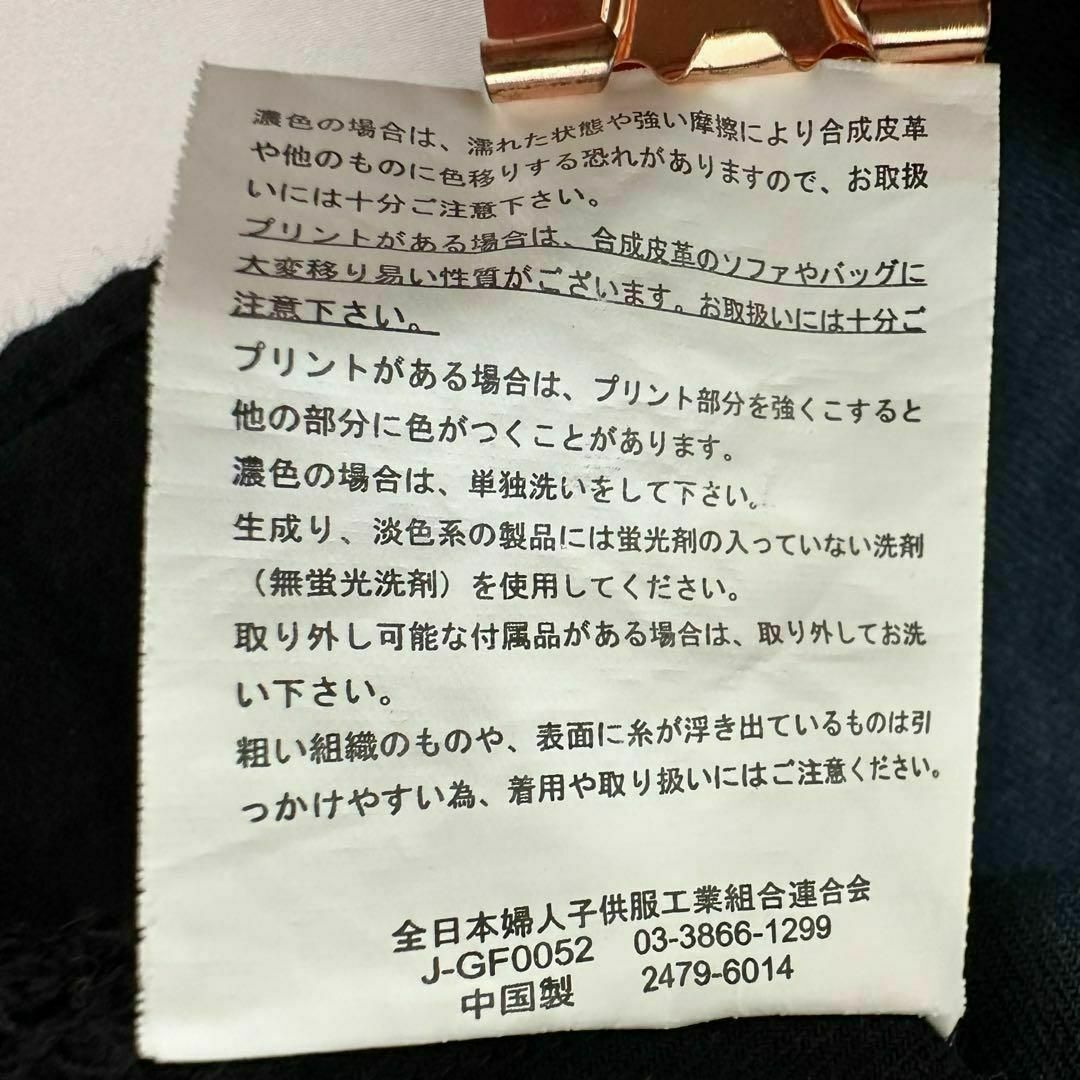 濃色の場合は、濡れた状態や強い摩擦により合成皮革
や他のものに色移りする恐れがありますので、お取扱
いには十分ご注意下さい。
プリントがある場合は、合成皮革のソファやバッグに
大変移り易い性質がございます。お取扱いには十分ご
注意下さい。
プリントがある場合は、プリント部分を強くこすると
他の部分に色がつくことがあります。
濃色の場合は、単独洗いをして下さい。
生成り、淡色系の製品には蛍光剤の入っていない洗剤
（無蛍光洗剤）を使用してください。
取り外し可能な付属品がある場合は、取り外してお洗
い下さい。
粗い組織のものや、表面に糸が浮き出ているものは引
っかけやすい為、着用や取り扱いにはご注意ください。
全日本婦人子供服工業組合連合会
J-GF0052 03-3866-1299
中国製 2479-6014